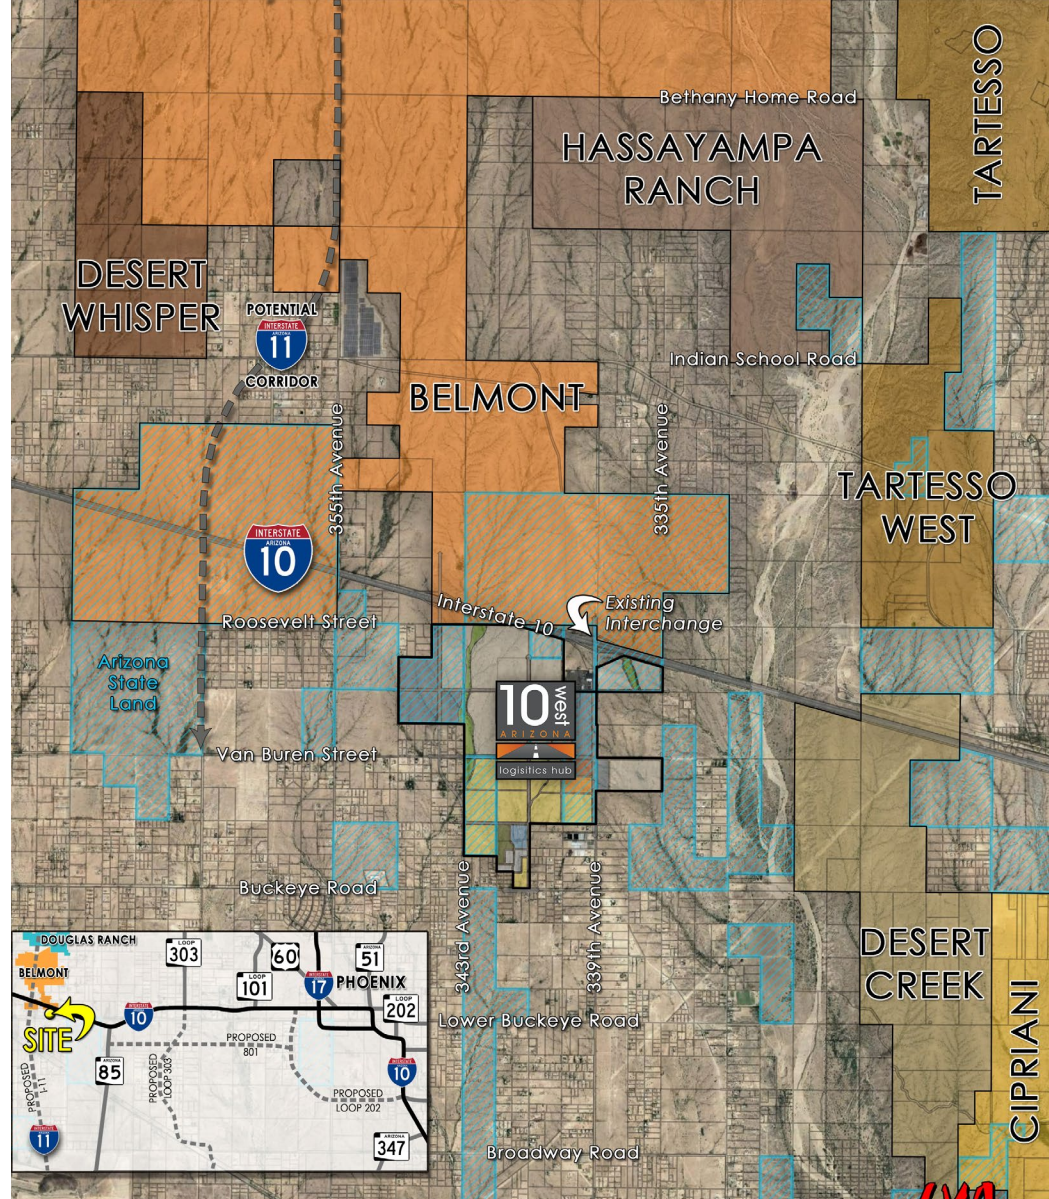 TARTESSO
Bethany Home Road
HASSAYAMPA
RANCH
DESERT
WHISPER
POTENTIAL
INTERSTATE
ARIZONA
11
CORRIDOR
Indian School Road
BELMONT
355th Avenue
335th Avenue
TARTESSO
WEST
INTERSTATE
ARIZONA
10
Interstate 10
Existing
Interchange
Roosevelt Street
Arizona
State
Land
10
west
ARIZONA
logisitics hub
Van Buren Street
Buckeye Road
343rd Avenue
339th Avenue
DESERT
CREEK
CIPRIANI
Lower Buckeye Road
Broadway Road
DOUGLAS RANCH
BELMONT
SITE
LOOP
303
60
ARIZONA
51
LOOP
101
INTERSTATE
17
PHOENIX
LOOP
202
INTERSTATE
10
PROPOSED
801
ARIZONA
85
PROPOSED
LOOP 303
INTERSTATE
10
PROPOSED
I-11
PROPOSED
LOOP 202
INTERSTATE
11
ARIZONA
347